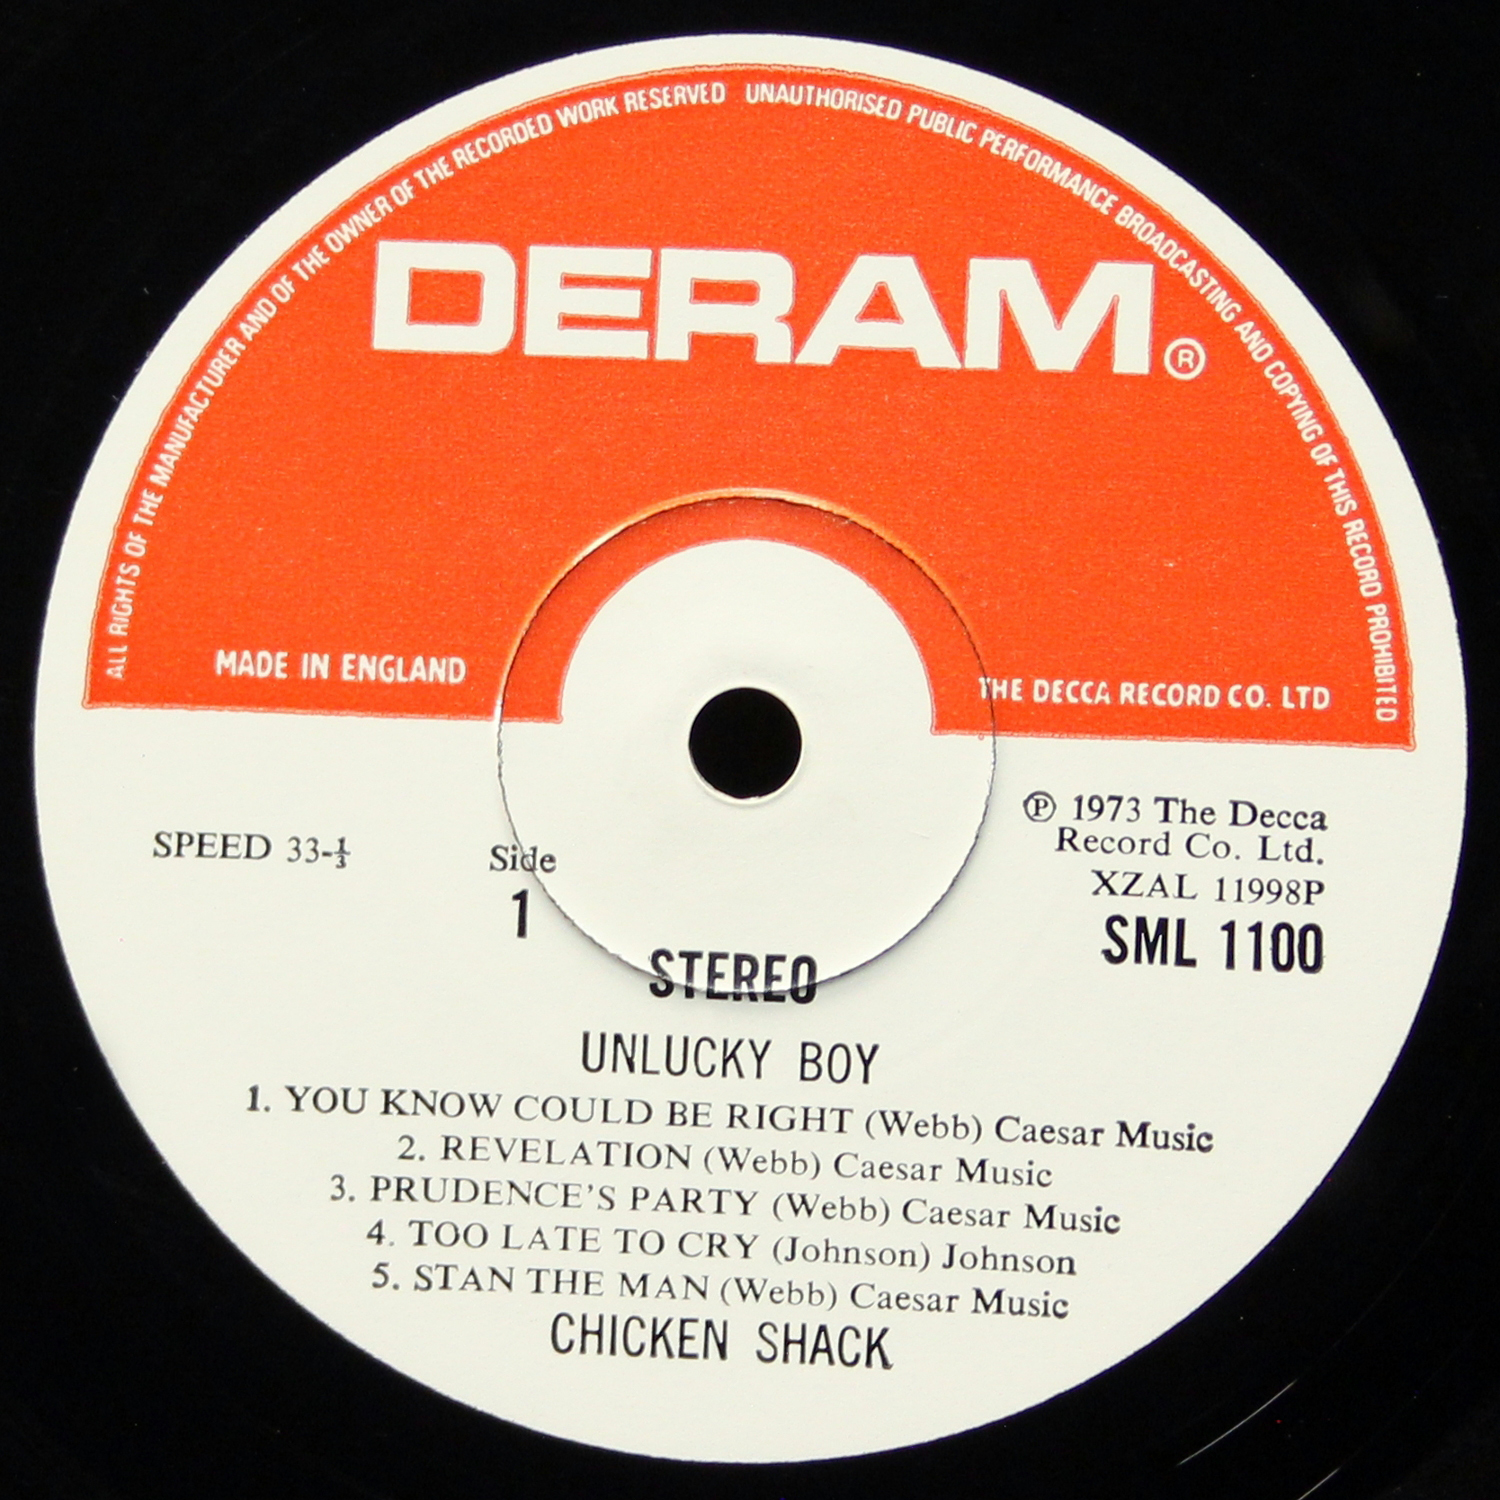 ALL RIGHTS OF THE MANUFACTURER AND OF THE OWNER OF THE RECORDED WORK RESERVED UNAUTHORISED PUBLIC PERFORMANCE BROADCASTING AND COPYING OF THIS RECORD PROHIBITED
DERAM ®
MADE IN ENGLAND
THE DECCA RECORD CO. LTD
SPEED 33-⅓
Side
1
℗ 1973 The Decca
Record Co. Ltd.
XZAL 11998P
SML 1100
STEREO
UNLUCKY BOY
1. YOU KNOW COULD BE RIGHT (Webb) Caesar Music
2. REVELATION (Webb) Caesar Music
3. PRUDENCE'S PARTY (Webb) Caesar Music
4. TOO LATE TO CRY (Johnson) Johnson
5. STAN THE MAN (Webb) Caesar Music
CHICKEN SHACK